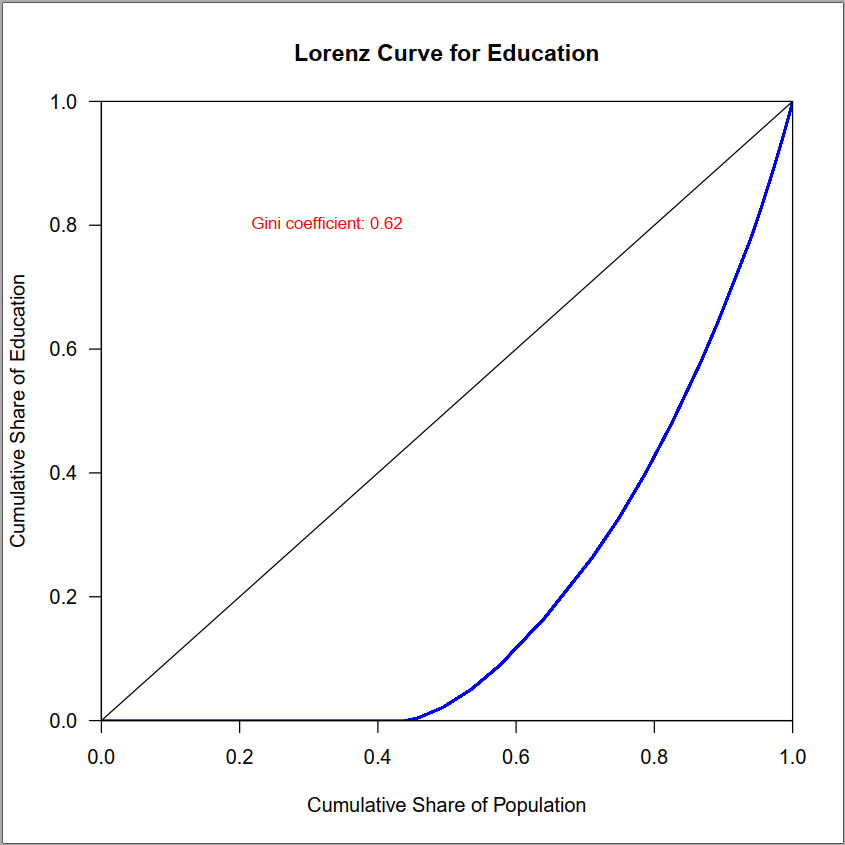 Lorenz Curve for Education
1.0
0.8
0.6
0.4
0.2
0.0
Gini coefficient: 0.62
Cumulative Share of Education
0.0 0.2 0.4 0.6 0.8 1.0
Cumulative Share of Population